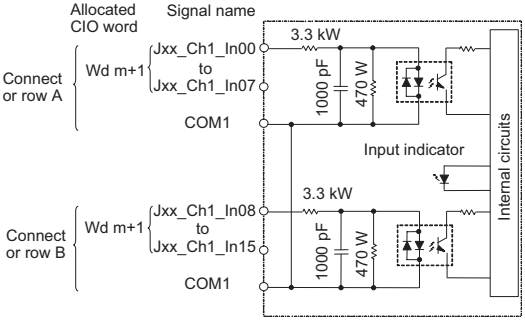 Allocated
CIO word
Signal name
Connect
or row A
Wd m+1
Jxx_Ch1_In00
to
Jxx_Ch1_In07
COM1
3.3 kW
1000 pF
470 W
Input indicator
Internal circuits
Connect
or row B
Wd m+1
Jxx_Ch1_In08
to
Jxx_Ch1_In15
COM1
3.3 kW
1000 pF
470 W